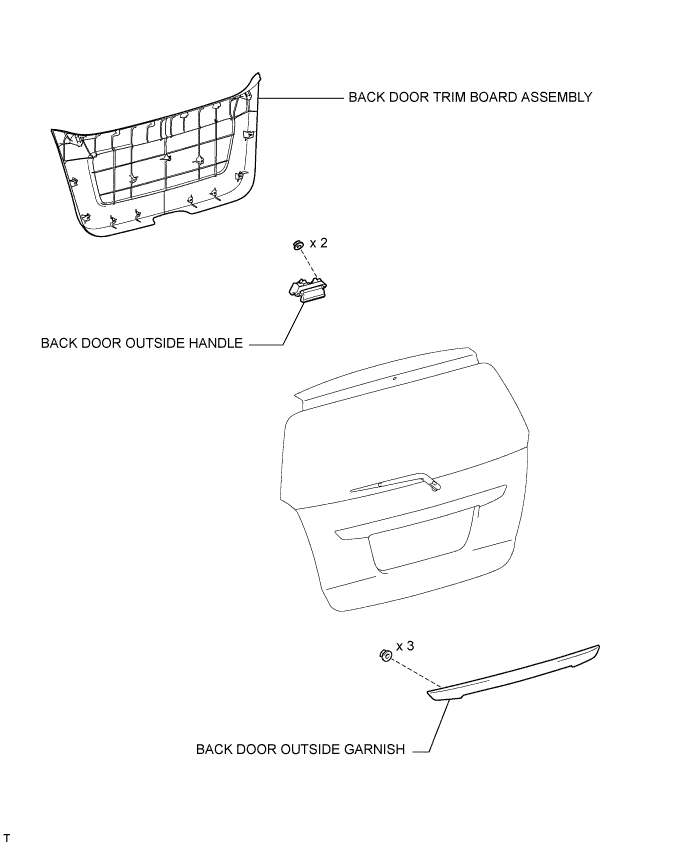 BACK DOOR TRIM BOARD ASSEMBLY
x 2
BACK DOOR OUTSIDE HANDLE
x 3
BACK DOOR OUTSIDE GARNISH
T